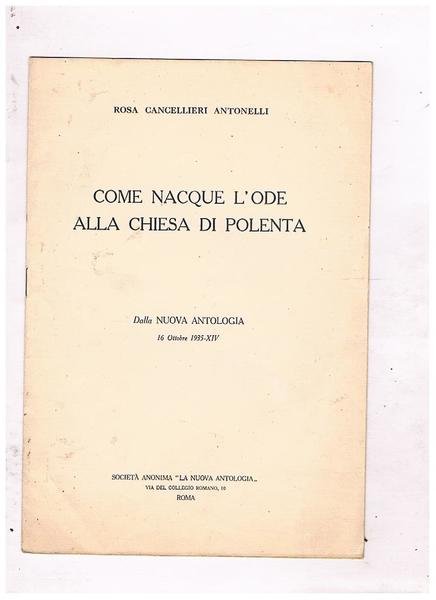 ROSA CANCELLIERI ANTONELLI
COME NACQUE L'ODE
ALLA CHIESA DI POLENTA
Dalla NUOVA ANTOLOGIA
16 Ottobre 1935-XIV
SOCIETÀ ANONIMA "LA NUOVA ANTOLOGIA„
VIA DEL COLLEGIO ROMANO, 10
ROMA